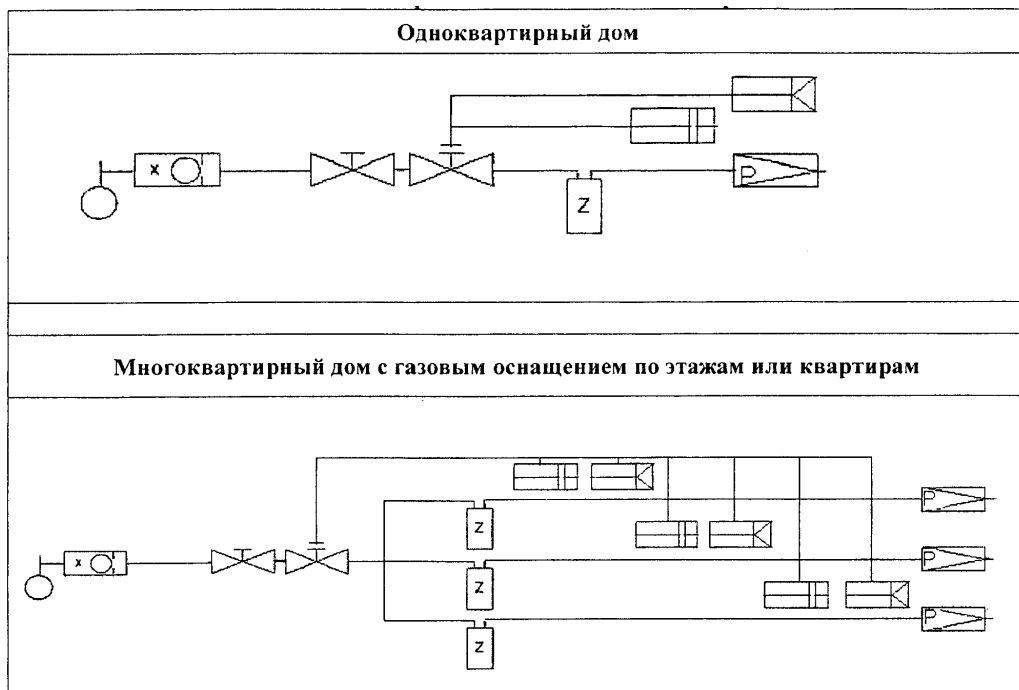 Одноквартирный дом
x
Z
P
Многоквартирный дом с газовым оснащением по этажам или квартирам
P
Z
x
P
Z
P
Z